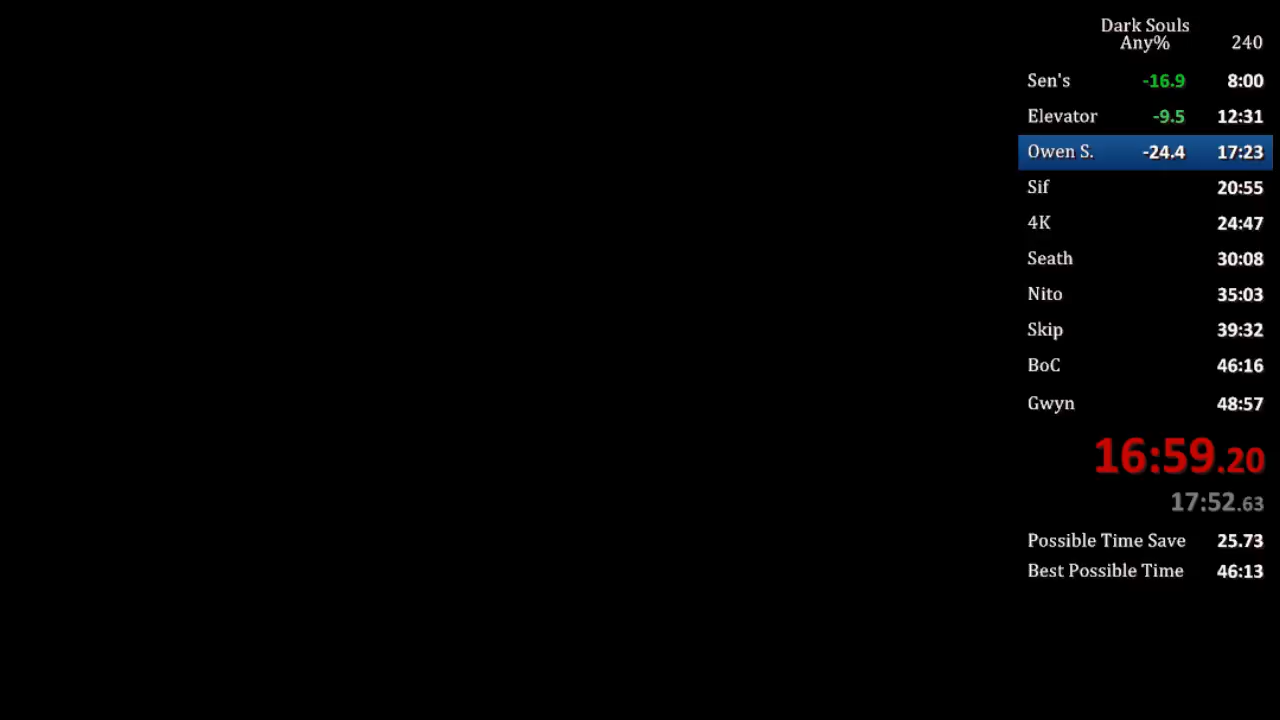 Dark Souls
Any% 240
Sen's -16.9 8:00
Elevator -9.5 12:31
Owen S. -24.4 17:23
Sif 20:55
4K 24:47
Seath 30:08
Nito 35:03
Skip 39:32
BoC 46:16
Gwyn 48:57
16:59.20
17:52.63
Possible Time Save 25.73
Best Possible Time 46:13